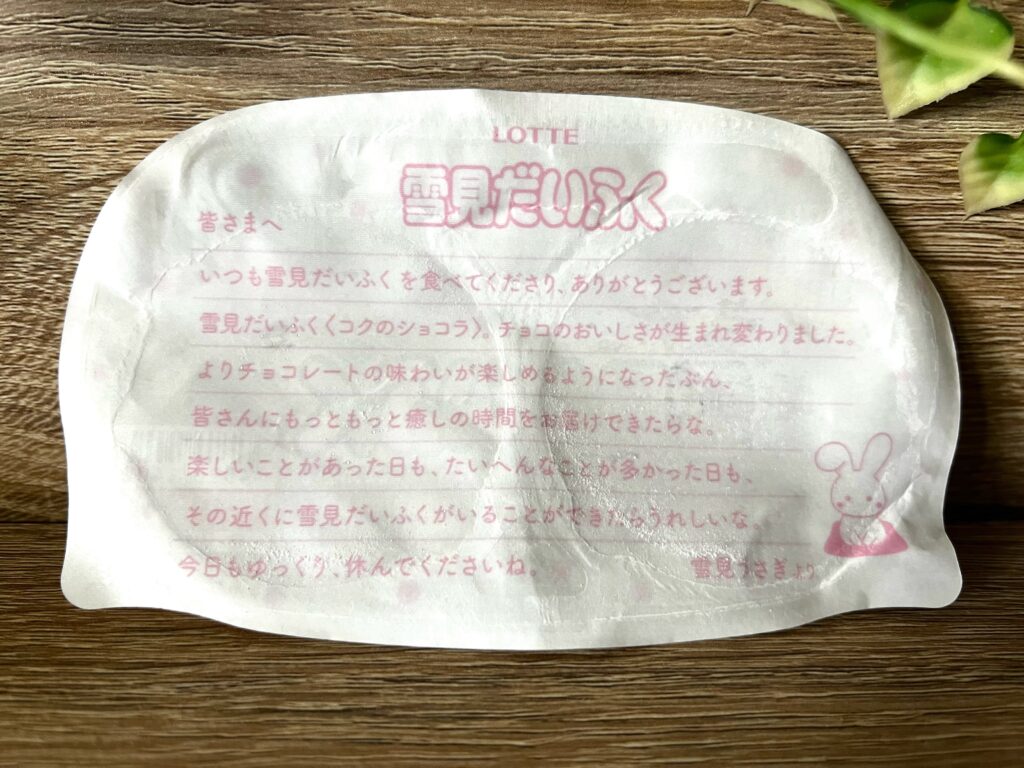 LOTTE
雪見だいふく
皆さまへ
いつも雪見だいふくを食べてくださり、ありがとうございます。
雪見だいふく〈コクのショコラ〉。チョコのおいしさが生まれ変わりました。
よりチョコレートの味わいが楽しめるようになったぶん、
皆さんにもっともっと癒しの時間をお届けできたらな。
楽しいことがあった日も、たいへんなことが多かった日も、
その近くに雪見だいふくがいることができたらうれしいな。
今日もゆっくり、休んでくださいね。
雪見うさぎより